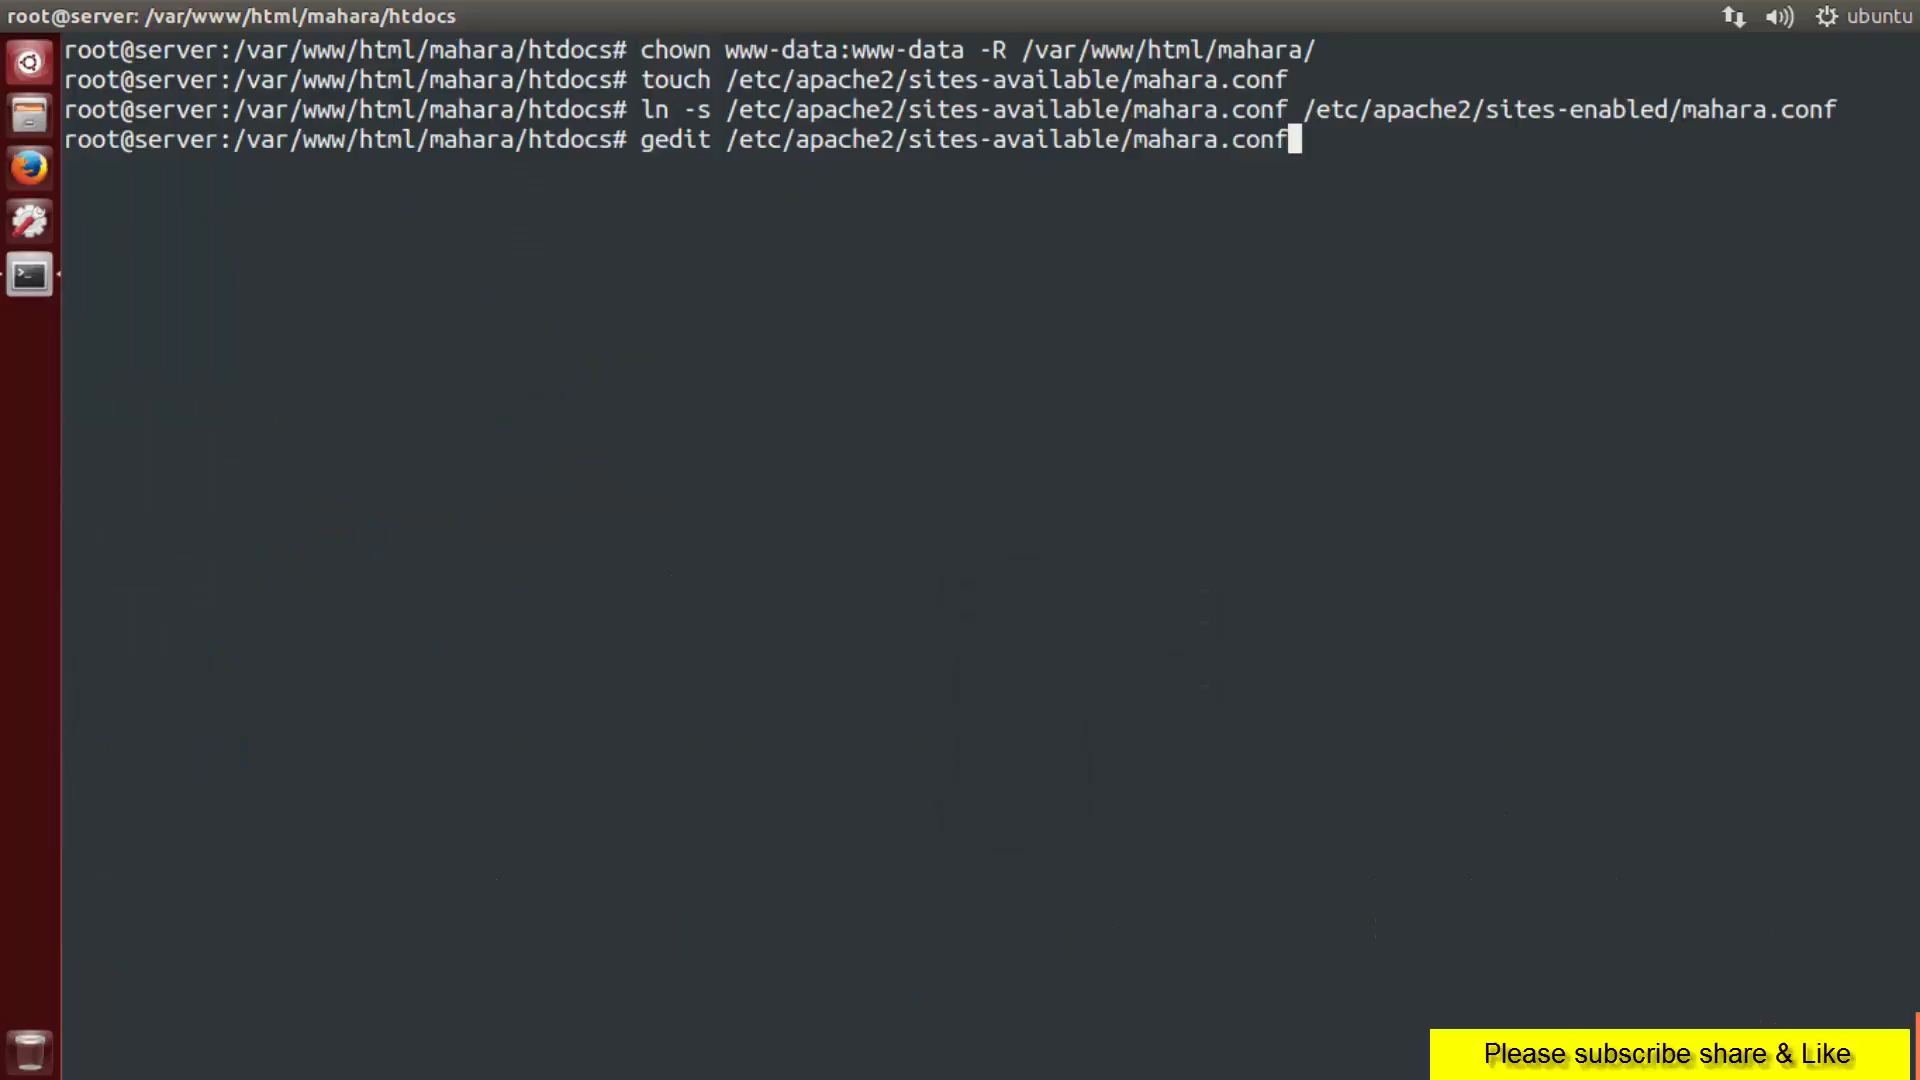 root@server: /var/www/html/mahara/htdocs
ubuntu
root@server:/var/www/html/mahara/htdocs# chown www-data:www-data -R /var/www/html/mahara/
root@server:/var/www/html/mahara/htdocs# touch /etc/apache2/sites-available/mahara.conf
root@server:/var/www/html/mahara/htdocs# ln -s /etc/apache2/sites-available/mahara.conf /etc/apache2/sites-enabled/mahara.conf
root@server:/var/www/html/mahara/htdocs# gedit /etc/apache2/sites-available/mahara.conf
Please subscribe share & Like